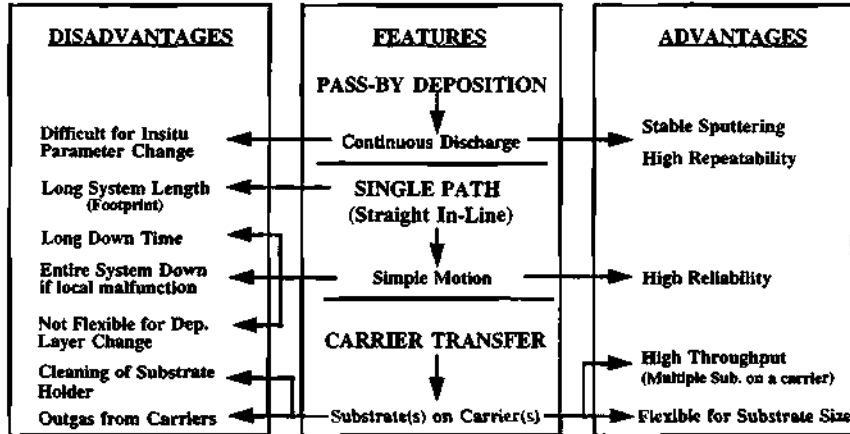 DISADVANTAGES
Difficult for Insitu
Parameter Change
Long System Length
(Footprint)
Long Down Time
Entire System Down
if local malfunction
Not Flexible for Dep.
Layer Change
Cleaning of Substrate
Holder
Outgas from Carriers
FEATURES
PASS-BY DEPOSITION
Continuous Discharge
SINGLE PATH
(Straight In-Line)
Simple Motion
CARRIER TRANSFER
Substrate(s) on Carrier(s)
ADVANTAGES
Stable Sputtering
High Repeatability
High Reliability
High Throughput
(Multiple Sub. on a carrier)
Flexible for Substrate Size